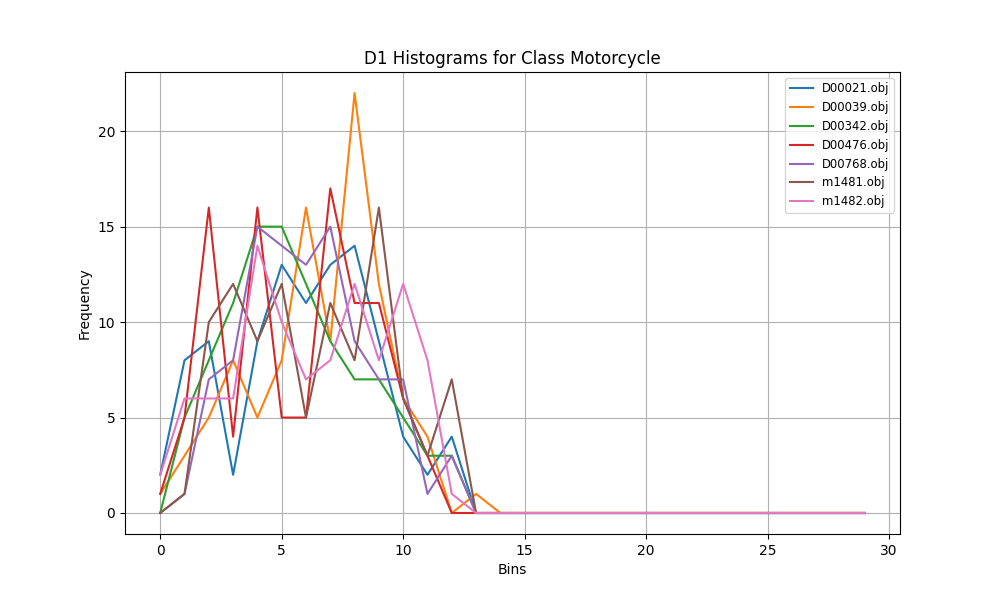 D1 Histograms for Class Motorcycle
D00021.obj
D00039.obj
D00342.obj
D00476.obj
D00768.obj
m1481.obj
m1482.obj
Frequency
20
15
10
5
0
0 5 10 15 20 25 30
Bins